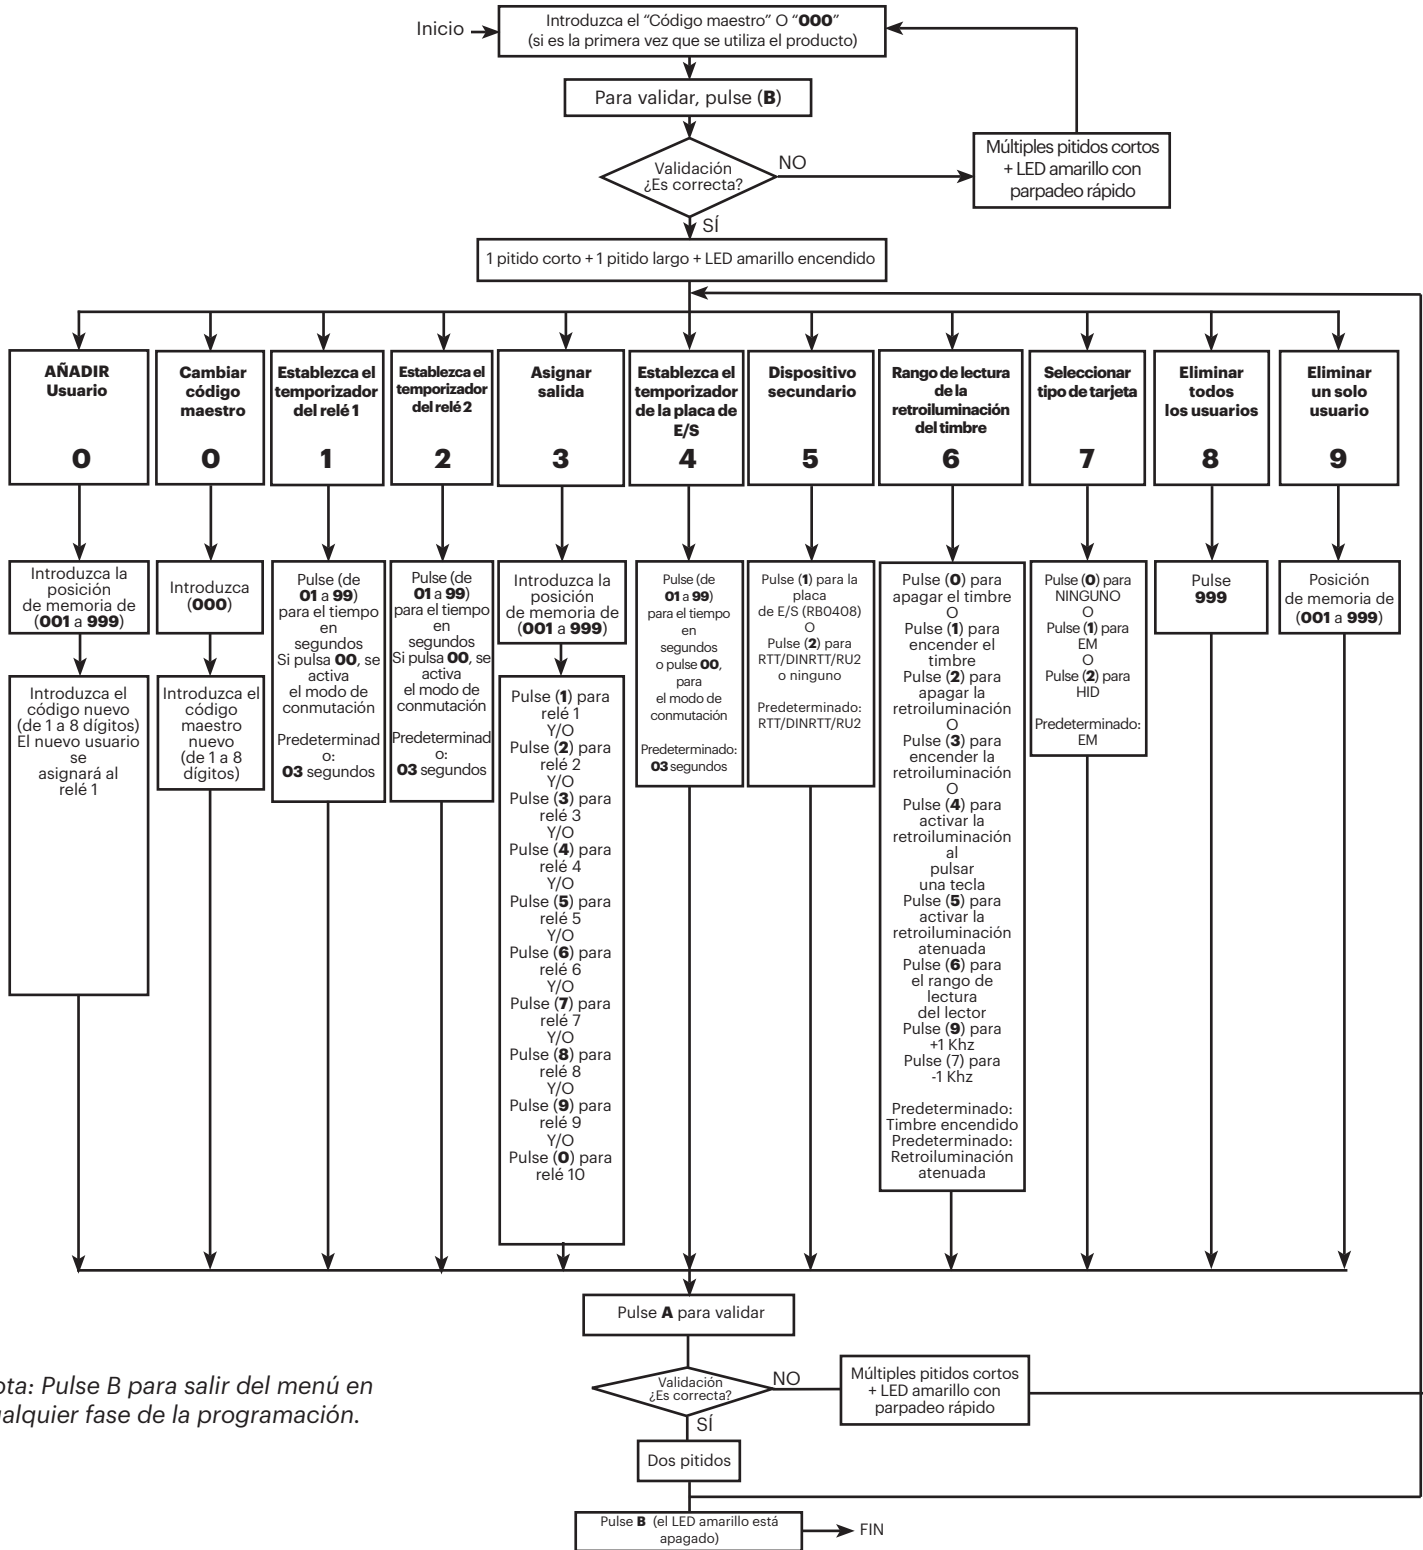 Inicio
Introduzca el “Código maestro” O “000”
(si es la primera vez que se utiliza el producto)
Para validar, pulse (B)
Validación
¿Es correcta?
NO
Múltiples pitidos cortos
+ LED amarillo con
parpadeo rápido
SÍ
1 pitido corto + 1 pitido largo + LED amarillo encendido
AÑADIR
Usuario
0
Cambiar
código
maestro
0
Establezca el
temporizador
del relé 1
1
Establezca el
temporizador
del relé 2
2
Asignar
salida
3
Establezca el
temporizador
de la placa de
E/S
4
Dispositivo
secundario
5
Rango de lectura
de la
retroiluminación
del timbre
6
Seleccionar
tipo de tarjeta
7
Eliminar
todos
los usuarios
8
Eliminar
un solo
usuario
9
Introduzca la
posición
de memoria de
(001 a 999)
Introduzca el
código nuevo
(de 1 a 8 dígitos)
El nuevo usuario
se
asignará al
relé 1
Introduzca
(000)
Introduzca el
código
maestro
nuevo
(de 1 a 8
dígitos)
Pulse (de
01 a 99)
para el tiempo
en
segundos
Si pulsa 00, se
activa
el modo de
conmutación
Predeterminad
o:
03 segundos
Pulse (de
01 a 99)
para el tiempo
en
segundos
Si pulsa 00, se
activa
el modo de
conmutación
Predeterminad
o:
03 segundos
Introduzca la
posición
de memoria de
(001 a 999)
Pulse (1) para
relé 1
Y/O
Pulse (2) para
relé 2
Y/O
Pulse (3) para
relé 3
Y/O
Pulse (4) para
relé 4
Y/O
Pulse (5) para
relé 5
Y/O
Pulse (6) para
relé 6
Y/O
Pulse (7) para
relé 7
Y/O
Pulse (8) para
relé 8
Y/O
Pulse (9) para
relé 9
Y/O
Pulse (0) para
relé 10
Pulse (de
01 a 99)
para el tiempo
en
segundos
o pulse 00,
para
el modo de
conmutación
Predeterminado:
03 segundos
Pulse (1) para la
placa
de E/S (RB0408)
O
Pulse (2) para
RTT/DINRTT/RU2
o ninguno
Predeterminado:
RTT/DINRTT/RU2
Pulse (0) para
apagar el timbre
O
Pulse (1) para
encender el
timbre
Pulse (2) para
apagar la
retroiluminación
O
Pulse (3) para
encender la
retroiluminación
O
Pulse (4) para
activar la
retroiluminación
al
pulsar
una tecla
Pulse (5) para
activar la
retroiluminación
atenuada
Pulse (6) para
el rango de
lectura
del lector
Pulse (9) para
+1 Khz
Pulse (7) para
-1 Khz
Predeterminado:
Timbre encendido
Predeterminado:
Retroiluminación
atenuada
Pulse (0) para
NINGUNO
O
Pulse (1) para
EM
O
Pulse (2) para
HID
Predeterminado:
EM
Pulse
999
Posición
de memoria de
(001 a 999)
Pulse A para validar
Validación
¿Es correcta?
NO
Múltiples pitidos cortos
+ LED amarillo con
parpadeo rápido
SÍ
Dos pitidos
Pulse B (el LED amarillo está
apagado)
FIN
ota: Pulse B para salir del menú en
alquier fase de la programación.